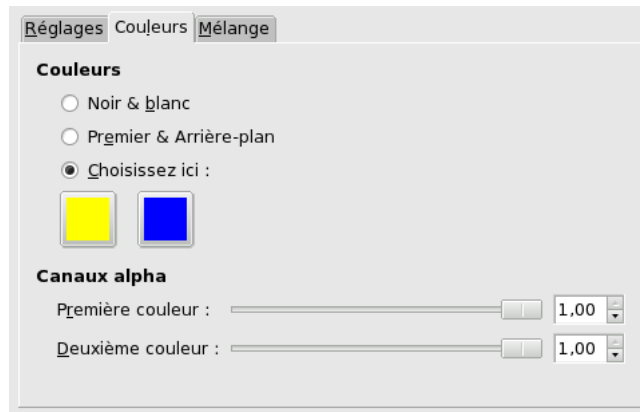 Réglages Couleurs Mélange
Couleurs
Noir & blanc
Premier & Arrière-plan
Choisissez ici :
Canaux alpha
Première couleur : 1,00
Deuxième couleur : 1,00